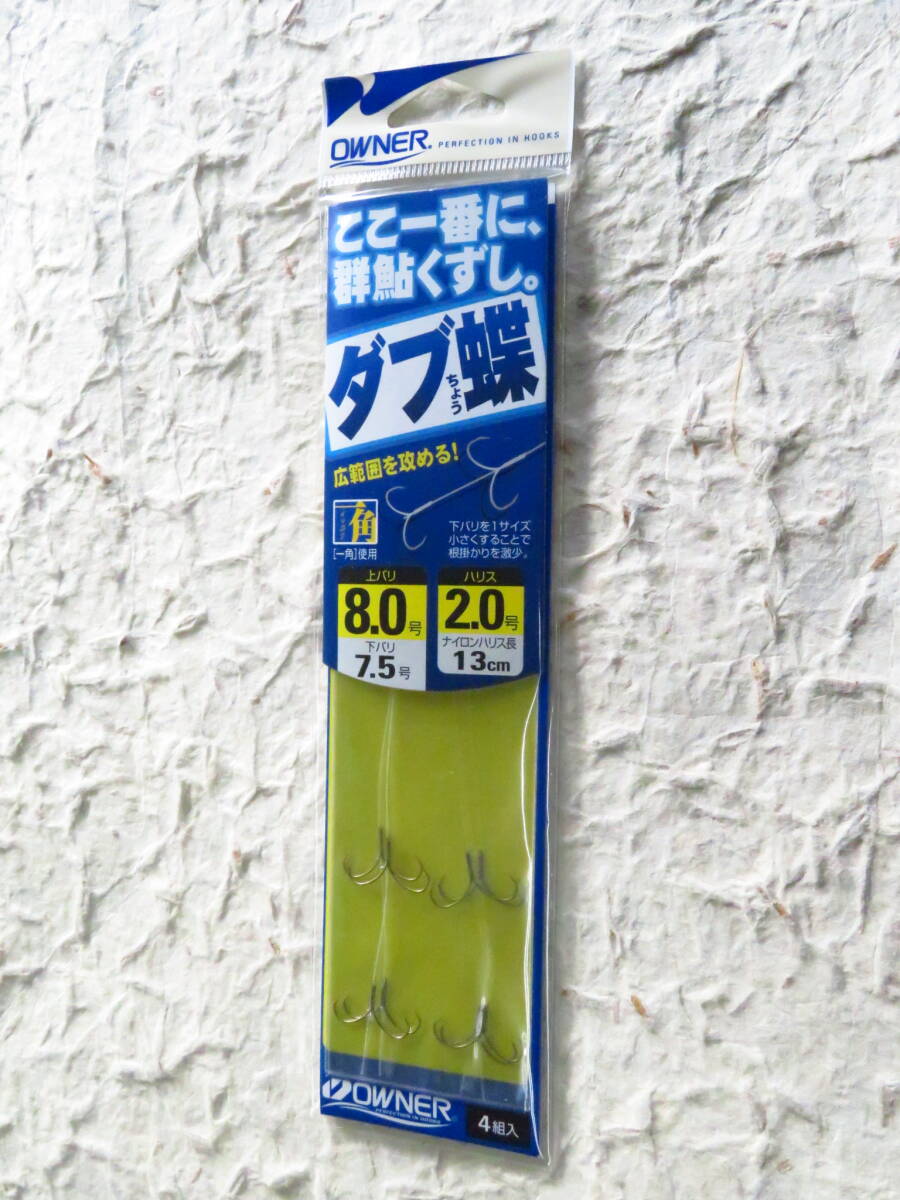 OWNER. PERFECTION IN HOOKS
ここ一番に、
群鮎くずし。
ダブ蝶
ちょう
広範囲を攻める!
下バリを1サイズ
小さくすることで
根掛かりを激少。
一角
[一角]使用
上バリ
8.0号
下バリ
7.5号
ハリス
2.0号
ナイロンハリス長
13cm
OWNER
PERFECTION IN HOOKS
4組入